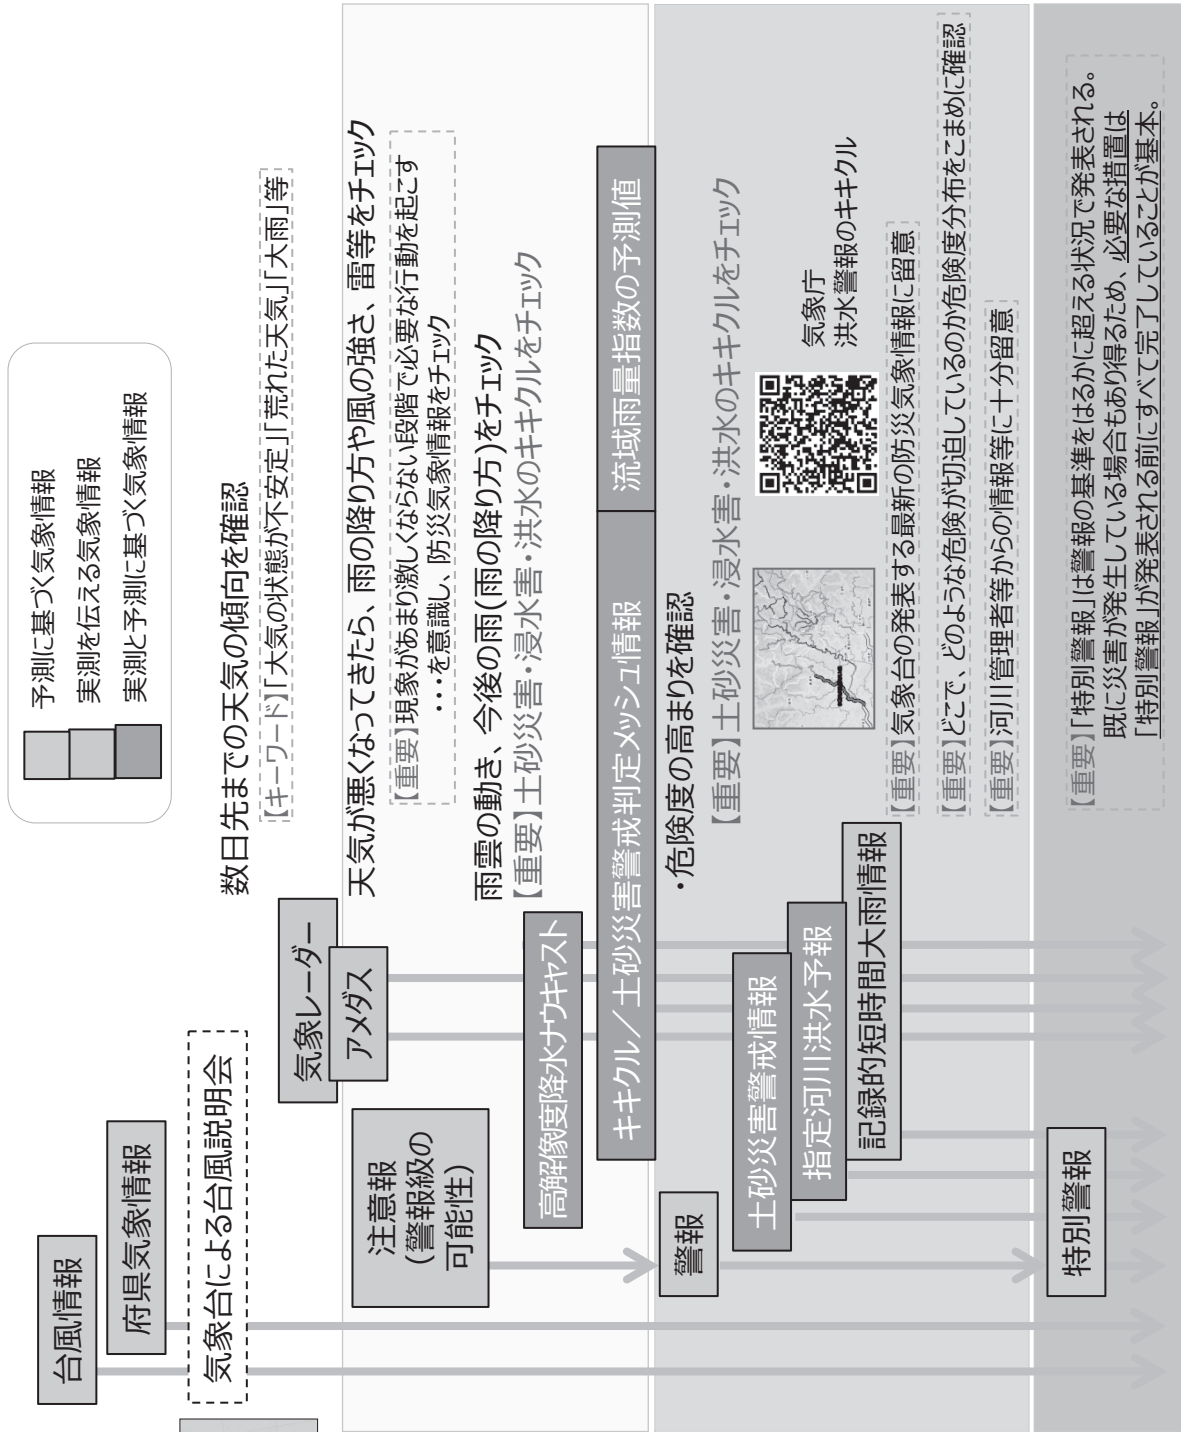 予測に基づく気象情報
実測を伝える気象情報
実測と予測に基づく気象情報
台風情報
府県気象情報
気象台による台風説明会
数日先までの天気の傾向を確認
【キーワード】「大気の状態が不安定」「荒れた天気」「大雨」等
気象レーダー
アメダス
注意報
(警報級の
可能性)
天気が悪くなってきたら、雨の降り方や風の強さ、雷等をチェック
【重要】現象があまり激しくならない段階で必要な行動を起こす
・・・を意識し、防災気象情報をチェック
雨雲の動き、今後の雨(雨の降り方)をチェック
【重要】土砂災害・浸水害・洪水のキキクルをチェック
高解像度降水ナウキャスト
キキクル／土砂災害警戒判定メッシュ情報
流域雨量指数の予測値
警報
・危険度の高まりを確認
【重要】土砂災害・浸水害・洪水のキキクルをチェック
土砂災害警戒情報
指定河川洪水予報
記録的短時間大雨情報
気象庁
洪水警報のキキクル
【重要】気象台の発表する最新の防災気象情報に留意
【重要】どこで、どのような危険が切迫しているのか危険度分布をこまめに確認
【重要】河川管理者等からの情報等に十分留意
特別警報
【重要】「特別警報」は警報の基準をはるかに超える状況で発表される。
既に災害が発生している場合もあり得るため、必要な措置は
「特別警報」が発表される前にすべて完了していることが基本。